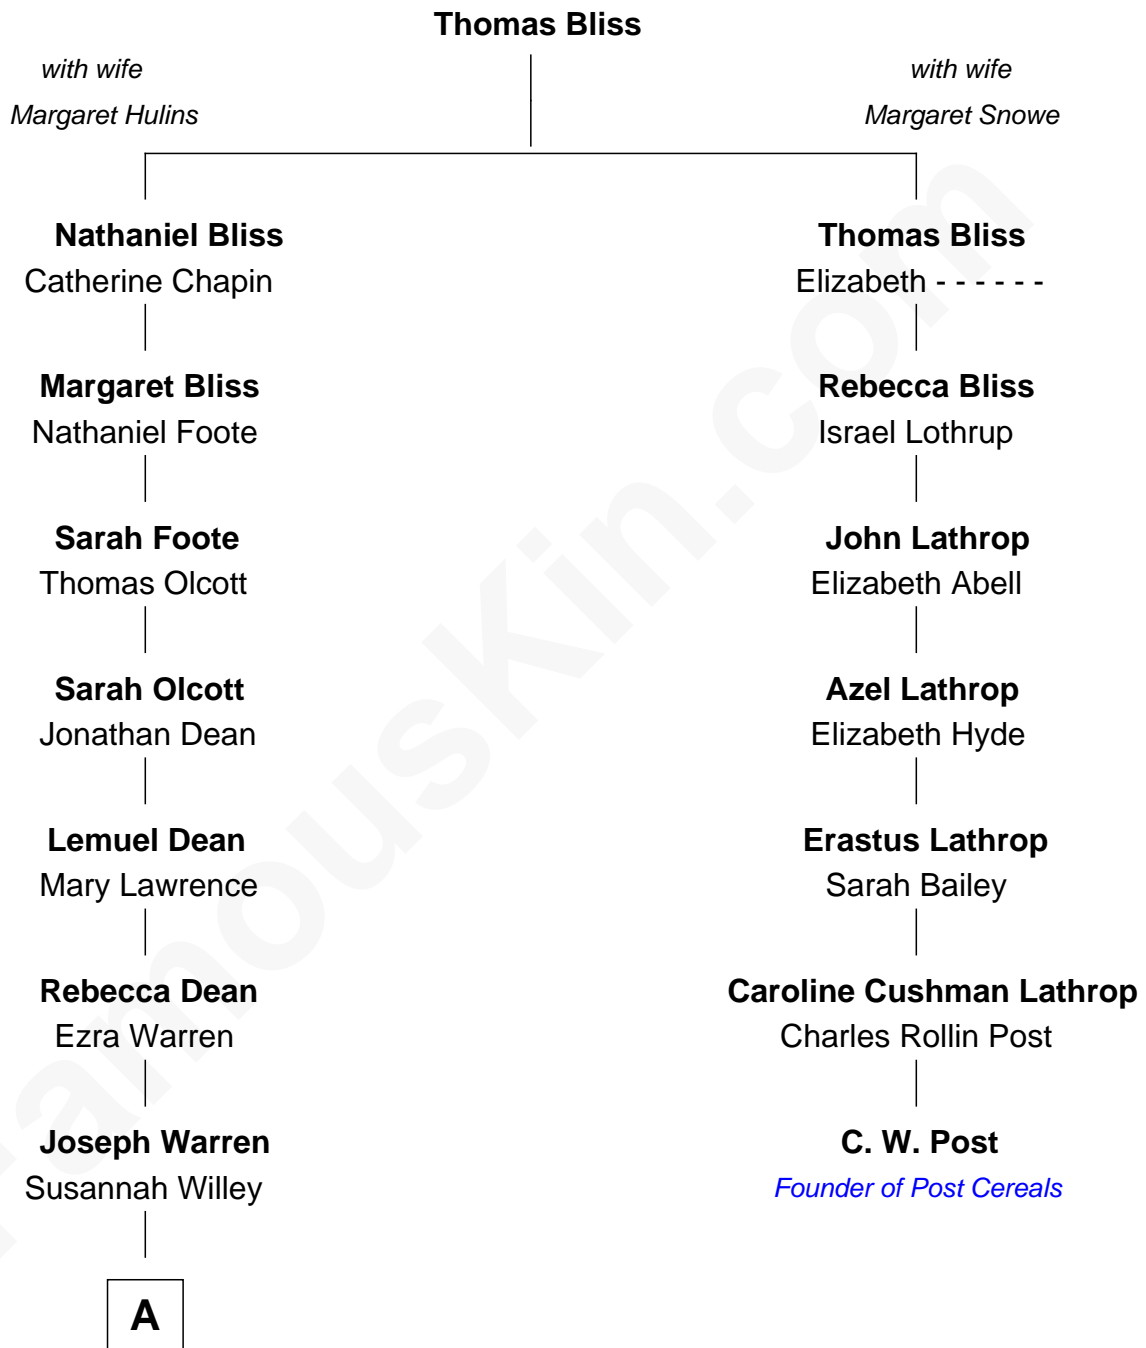 Thomas Bliss
with wife
Margaret Hulins
with wife
Margaret Snowe
Nathaniel Bliss
Catherine Chapin
Thomas Bliss
Elizabeth - - - - - -
Margaret Bliss
Nathaniel Foote
Rebecca Bliss
Israel Lothrup
Sarah Foote
Thomas Olcott
John Lathrop
Elizabeth Abell
Sarah Olcott
Jonathan Dean
Azel Lathrop
Elizabeth Hyde
Lemuel Dean
Mary Lawrence
Erastus Lathrop
Sarah Bailey
Rebecca Dean
Ezra Warren
Caroline Cushman Lathrop
Charles Rollin Post
Joseph Warren
Susannah Willey
C. W. Post
Founder of Post Cereals
A
FamousKin.com